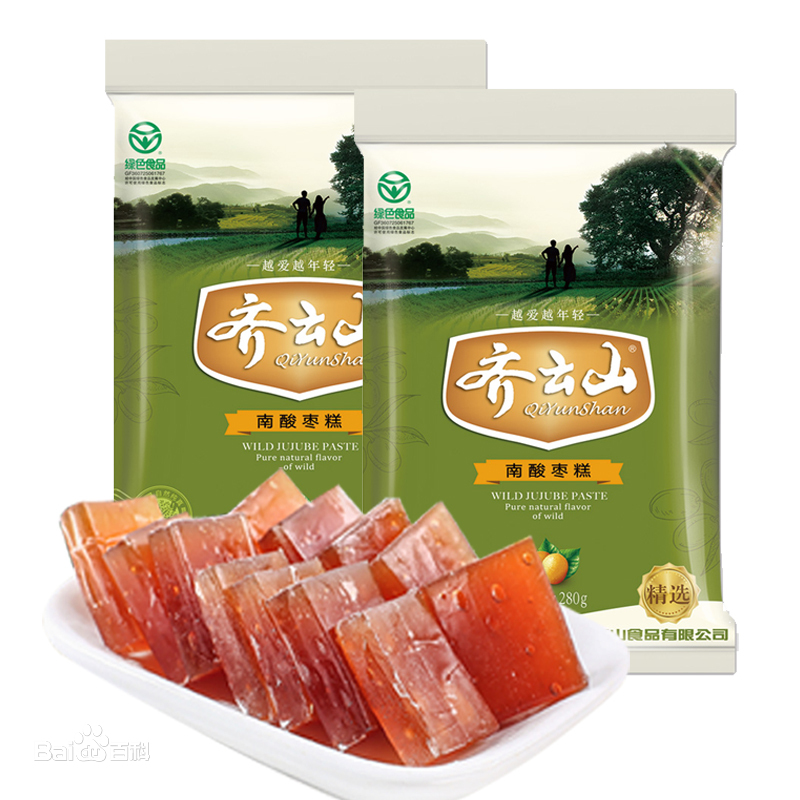 绿色食品
GF360725061767
越爱越年轻
齐云山
QiYunSha
南酸枣糕
WILD JUJUBE PASTE
Pure natural flavor
of wild
绿色食品
GF360725061767
越爱越年轻
齐云山®
QiYunShan
南酸枣糕
WILD JUJUBE PASTE
Pure natural flavor
of wild
280g
精选
山食品有限公司
Bai百科